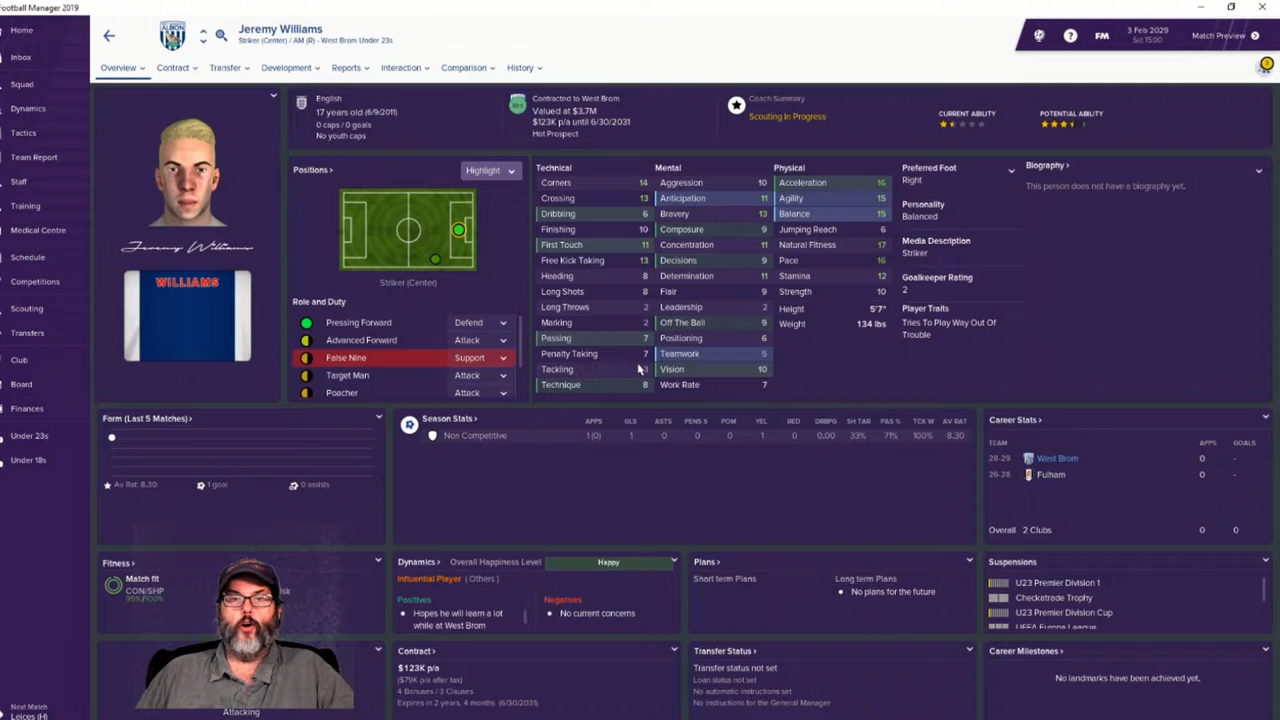 Football Manager 2019
Home
Inbox
Squad
Dynamics
Tactics
Team Report
Staff
Training
Medical Centre
Schedule
Competitions
Scouting
Transfers
Club
Board
Finances
Under 23s
Under 18s
Next Match
Leices (H)
ALBION
Jeremy Williams
Striker (Center) / AM (R) - West Brom Under 23s
FM
3 Feb 2029
Sat 15:00
Match Preview
Overview
Contract
Transfer
Development
Reports
Interaction
Comparison
History
English
17 years old (6/9/2011)
0 caps / 0 goals
No youth caps
Wnt
Contracted to West Brom
Valued at $3.7M
$123K p/a until 6/30/2031
Hot Prospect
Coach Summary
Scouting In Progress
CURRENT ABILITY
POTENTIAL ABILITY
Jeremy Williams
WILLIAMS
Positions >
Highlight
Striker (Center)
Role and Duty
Pressing Forward Defend
Advanced Forward Attack
False Nine Support
Target Man Attack
Poacher Attack
Technical
Corners 14
Crossing 13
Dribbling 6
Finishing 10
First Touch 11
Free Kick Taking 13
Heading 8
Long Shots 8
Long Throws 2
Marking 2
Passing 7
Penalty Taking 7
Tackling 3
Technique 8
Mental
Aggression 10
Anticipation 11
Bravery 13
Composure 9
Concentration 11
Decisions 9
Determination 11
Flair 9
Leadership 2
Off The Ball 9
Positioning 6
Teamwork 5
Vision 10
Work Rate 7
Physical
Acceleration 16
Agility 15
Balance 15
Jumping Reach 6
Natural Fitness 17
Pace 16
Stamina 12
Strength 10
Height 5'7"
Weight 134 lbs
Preferred Foot
Right
Personality
Balanced
Media Description
Striker
Goalkeeper Rating
2
Player Traits
Tries To Play Way Out Of
Trouble
Biography >
This person does not have a biography yet.
Form (Last 5 Matches) >
Av Rat: 8.30 1 goal 0 assists
Season Stats > APPS GLS ASTS PENS S POM YEL RED DRBPG SH TAR PAS % TCK W AV RAT
Non Competitive 1 (0) 1 0 0 0 1 0 0.00 33% 71% 100% 8.30
Career Stats >
TEAM APPS GOALS
28-29 West Brom 0 -
26-28 Fulham 0 -
Overall 2 Clubs 0 0
Fitness >
Match fit
CON/SHP
95%/100%
Dynamics > Overall Happiness Level Happy
Influential Player (Others)
Positives
Hopes he will learn a lot
while at West Brom
Negatives
No current concerns
Plans >
Short term Plans
Long term Plans
No plans for the future
Suspensions
U23 Premier Division 1
Checkatrade Trophy
U23 Premier Division Cup
UEFA Europa League
Attacking
Contract >
$123K p/a
($79K p/a after tax)
4 Bonuses / 3 Clauses
Expires in 2 years, 4 months (6/30/2031)
Transfer Status >
Transfer status not set
Loan status not set
No automatic instructions set
No instructions for the General Manager
Career Milestones >
No landmarks have been achieved yet.